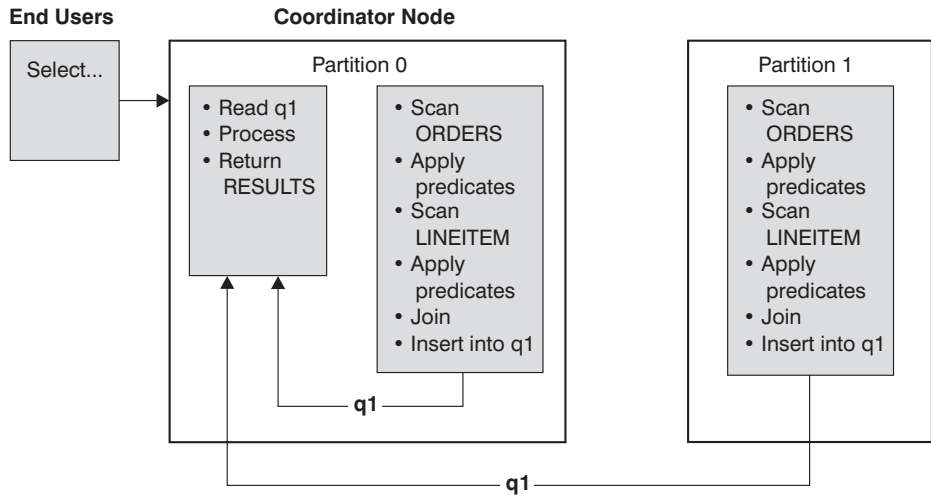 End Users
Coordinator Node
Select...
Partition 0
• Read q1
• Process
• Return
RESULTS
• Scan
ORDERS
• Apply
predicates
• Scan
LINEITEM
• Apply
predicates
• Join
• Insert into q1
q1
Partition 1
• Scan
ORDERS
• Apply
predicates
• Scan
LINEITEM
• Apply
predicates
• Join
• Insert into q1
q1